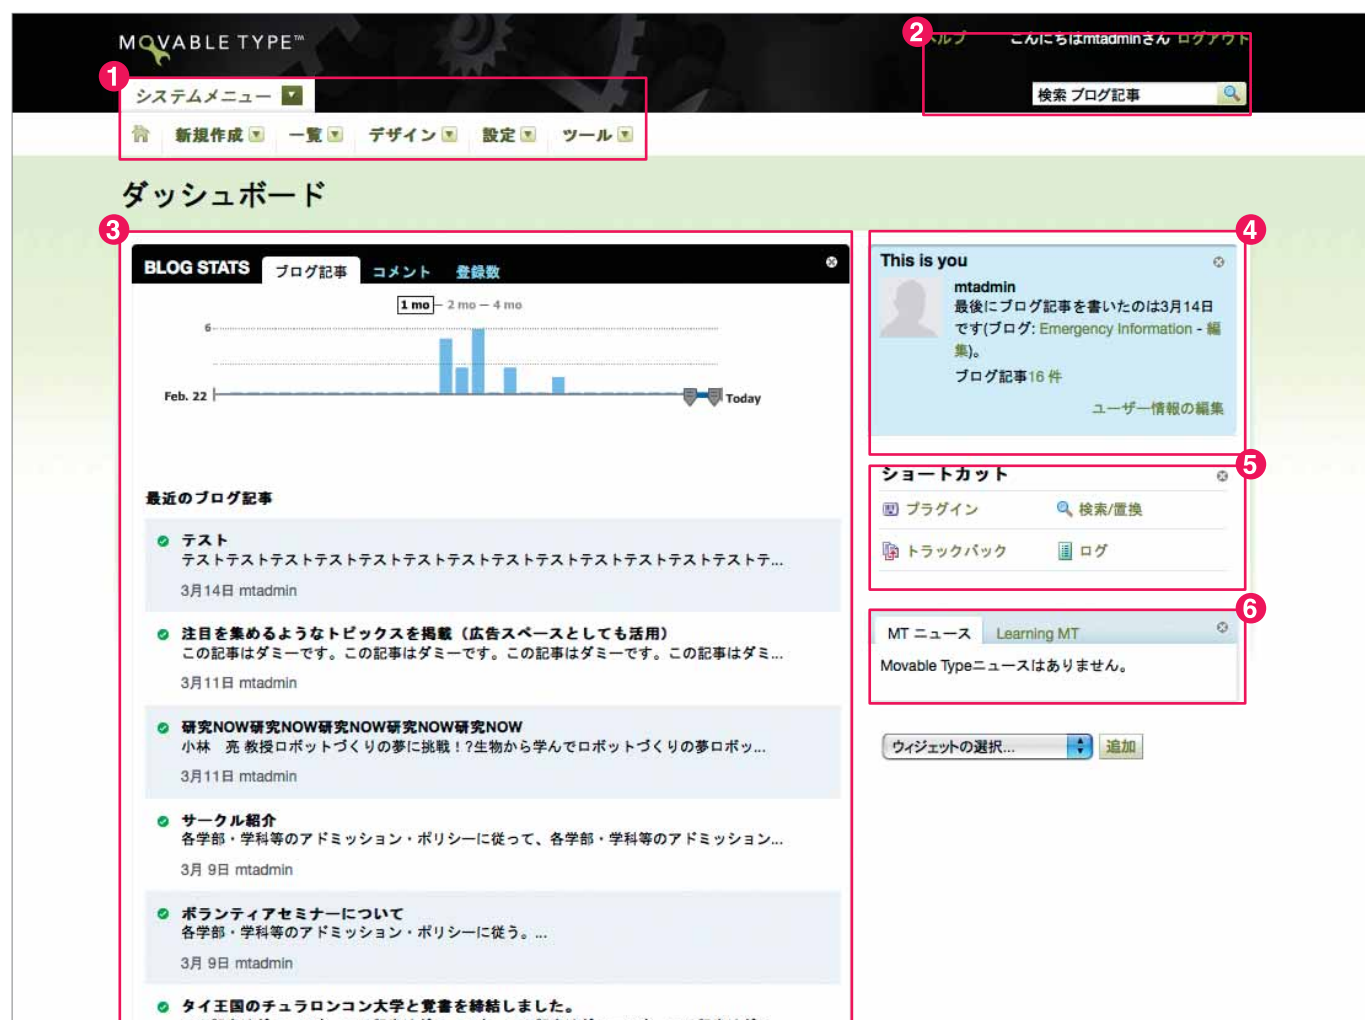 MOVABLE TYPE™
2
ヘルプ こんにちはmtadminさん ログアウト
1
システムメニュー
検索 ブログ記事
新規作成 一覧 デザイン 設定 ツール
ダッシュボード
3
BLOG STATS ブログ記事 コメント 登録数
1 mo — 2 mo — 4 mo
6
Feb. 22
Today
最近のブログ記事
テスト
テストテストテストテストテストテストテストテストテストテストテストテストテストテ...
3月14日 mtadmin
注目を集めるようなトピックスを掲載（広告スペースとしても活用）
この記事はダミーです。この記事はダミーです。この記事はダミーです。この記事はダミ...
3月11日 mtadmin
研究NOW研究NOW研究NOW研究NOW研究NOW
小林　亮 教授ロボットづくりの夢に挑戦！?生物から学んでロボットづくりの夢ロボッ...
3月11日 mtadmin
サークル紹介
各学部・学科等のアドミッション・ポリシーに従って、各学部・学科等のアドミッション...
3月 9日 mtadmin
ボランティアセミナーについて
各学部・学科等のアドミッション・ポリシーに従う。...
3月 9日 mtadmin
タイ王国のチュラロンコン大学と覚書を締結しました。
4
This is you
mtadmin
最後にブログ記事を書いたのは3月14日
です(ブログ: Emergency Information - 編
集)。
ブログ記事16 件
ユーザー情報の編集
5
ショートカット
プラグイン 検索/置換
トラックバック ログ
6
MT ニュース Learning MT
Movable Typeニュースはありません。
ウィジェットの選択... 追加